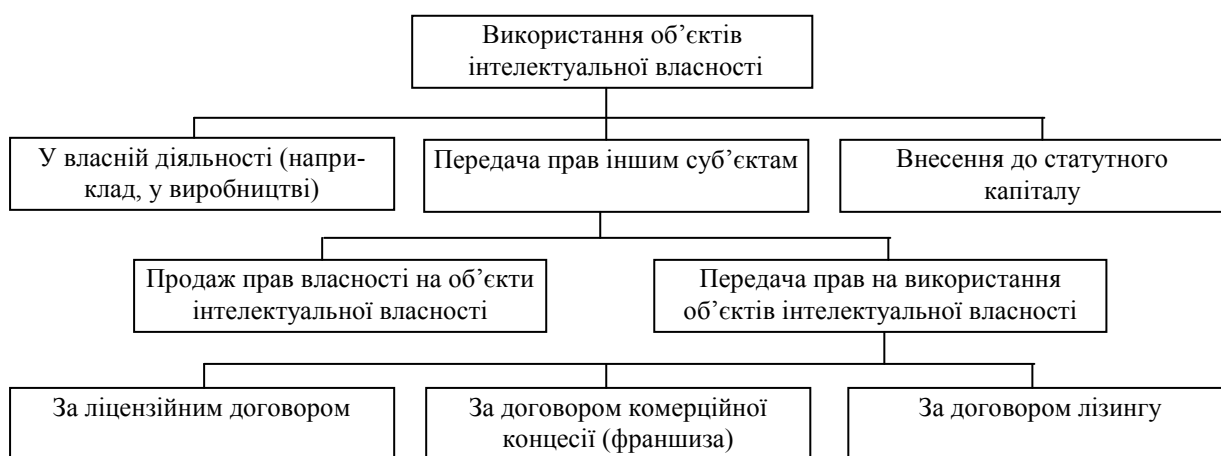 Використання об’єктів
інтелектуальної власності
У власній діяльності (напри-
клад, у виробництві)
Передача прав іншим суб’єктам
Внесення до статутного
капіталу
Продаж прав власності на об’єкти
інтелектуальної власності
Передача прав на використання
об’єктів інтелектуальної власності
За ліцензійним договором
За договором комерційної
концесії (франшиза)
За договором лізингу